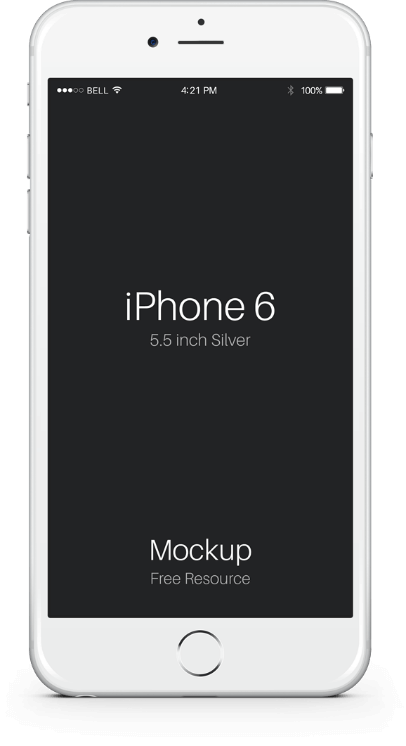 BELL 4:21 PM 100%
iPhone 6
5.5 inch Silver
Mockup
Free Resource